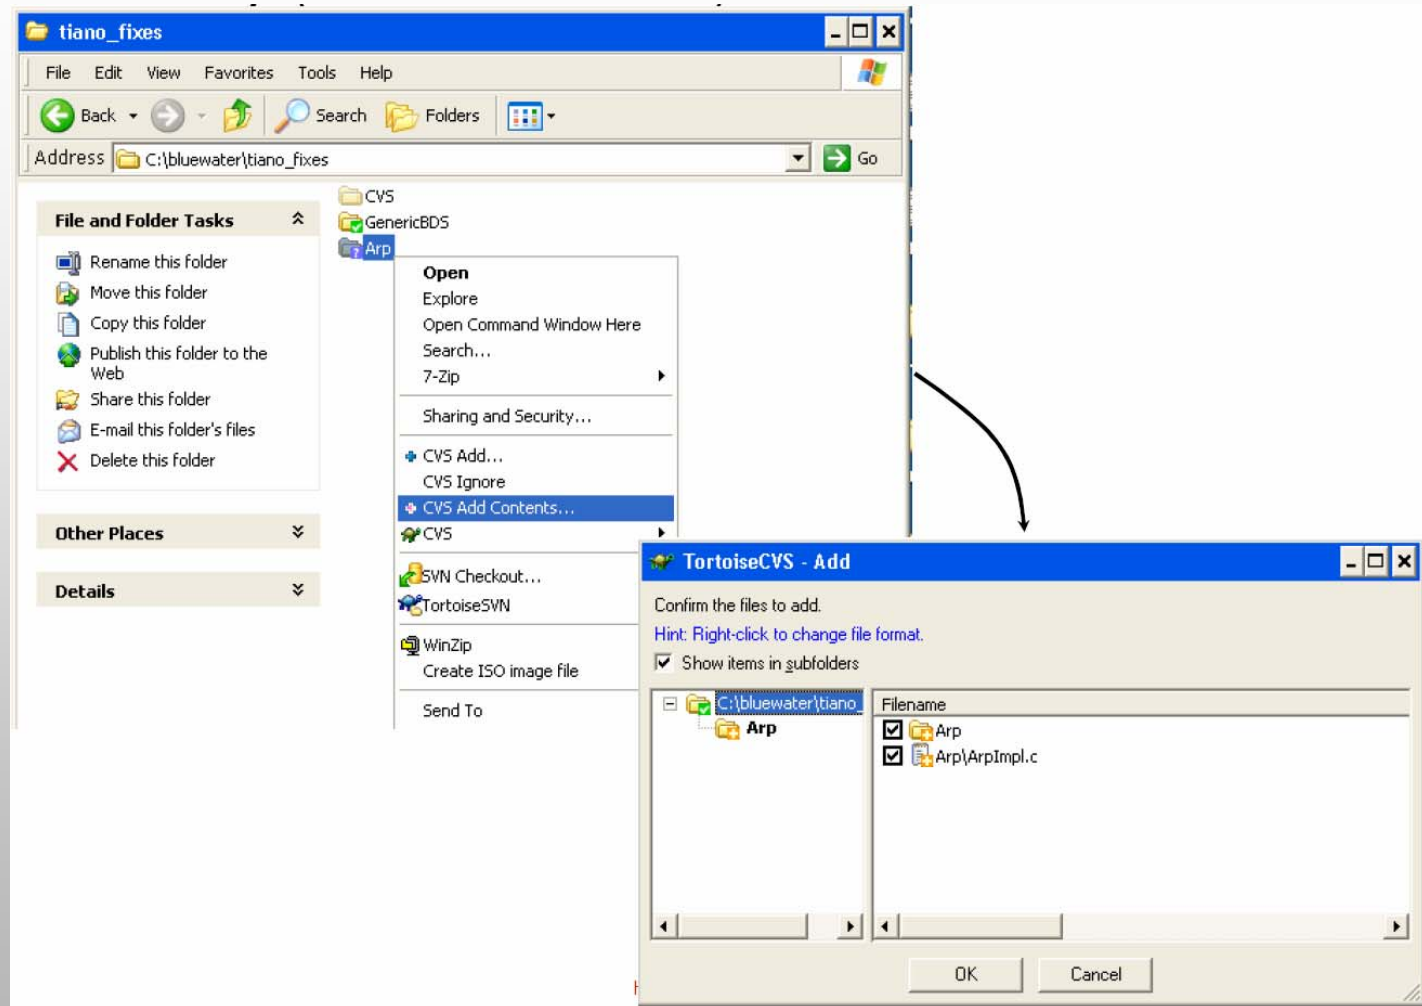 tiano_fixes
File Edit View Favorites Tools Help
Back Search Folders
Address C:\bluewater\tiano_fixes Go
File and Folder Tasks
Rename this folder
Move this folder
Copy this folder
Publish this folder to the
Web
Share this folder
E-mail this folder's files
Delete this folder
Other Places
Details
CVS
GenericBDS
Arp
Open
Explore
Open Command Window Here
Search...
7-Zip
Sharing and Security...
CVS Add...
CVS Ignore
CVS Add Contents...
CVS
SVN Checkout...
TortoiseSVN
WinZip
Create ISO image file
Send To
TortoiseCVS - Add
Confirm the files to add.
Hint: Right-click to change file format.
Show items in subfolders
C:\bluewater\tiano_
Arp
Filename
Arp
Arp\ArpImpl.c
OK Cancel